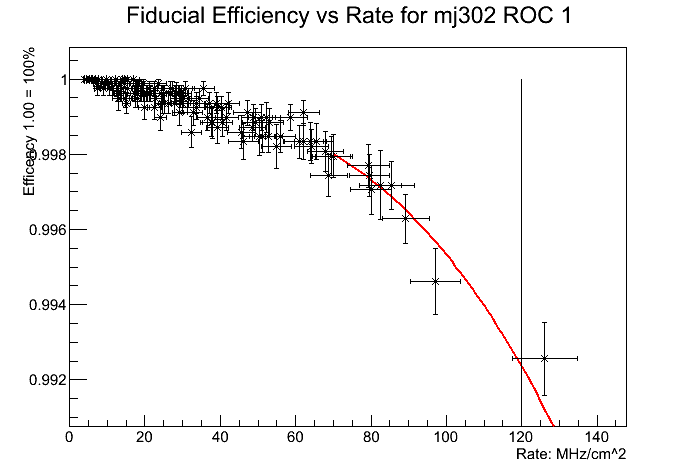 Fiducial Efficiency vs Rate for mj302 ROC 1
Efficency 1.00 = 100%
1
0.998
0.996
0.994
0.992
0 20 40 60 80 100 120 140
Rate: MHz/cm^2